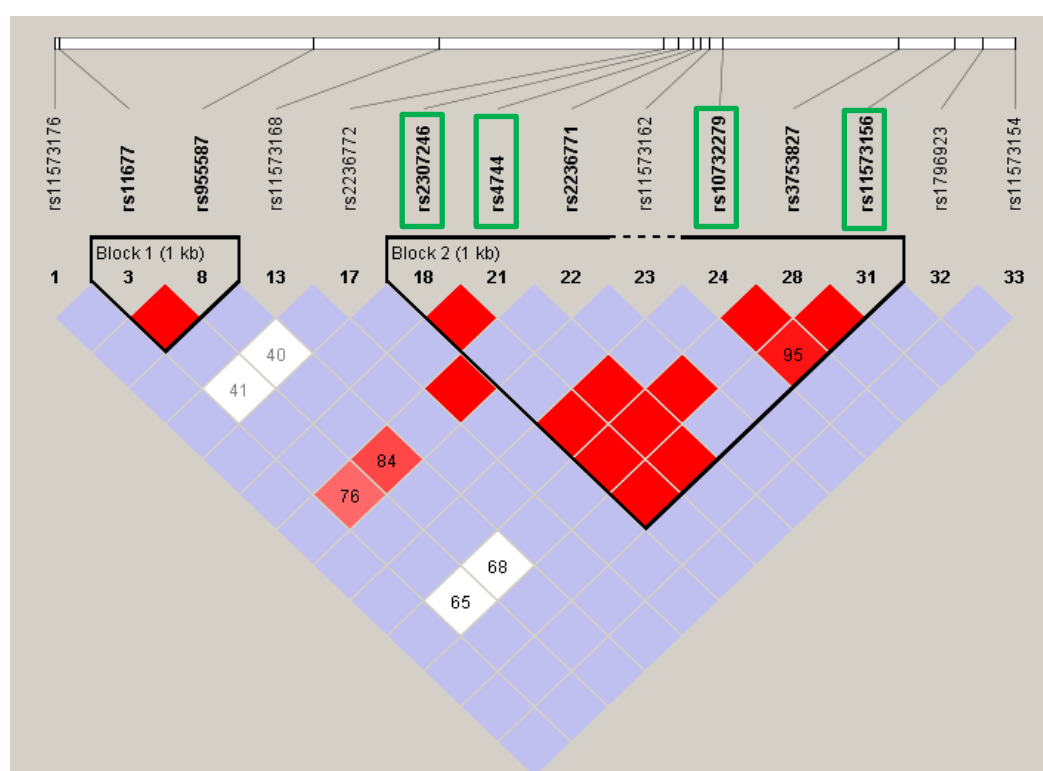 rs11573176
rs11677
rs955587
rs11573168
rs2236772
rs2307246
rs4744
rs2236771
rs11573162
rs10732279
rs3753827
rs11573156
rs1796923
rs11573154
Block 1 (1 kb)
Block 2 (1 kb)
1 3 8 13 17 18 21 22 23 24 28 31 32 33
40
95
41
84
76
68
65